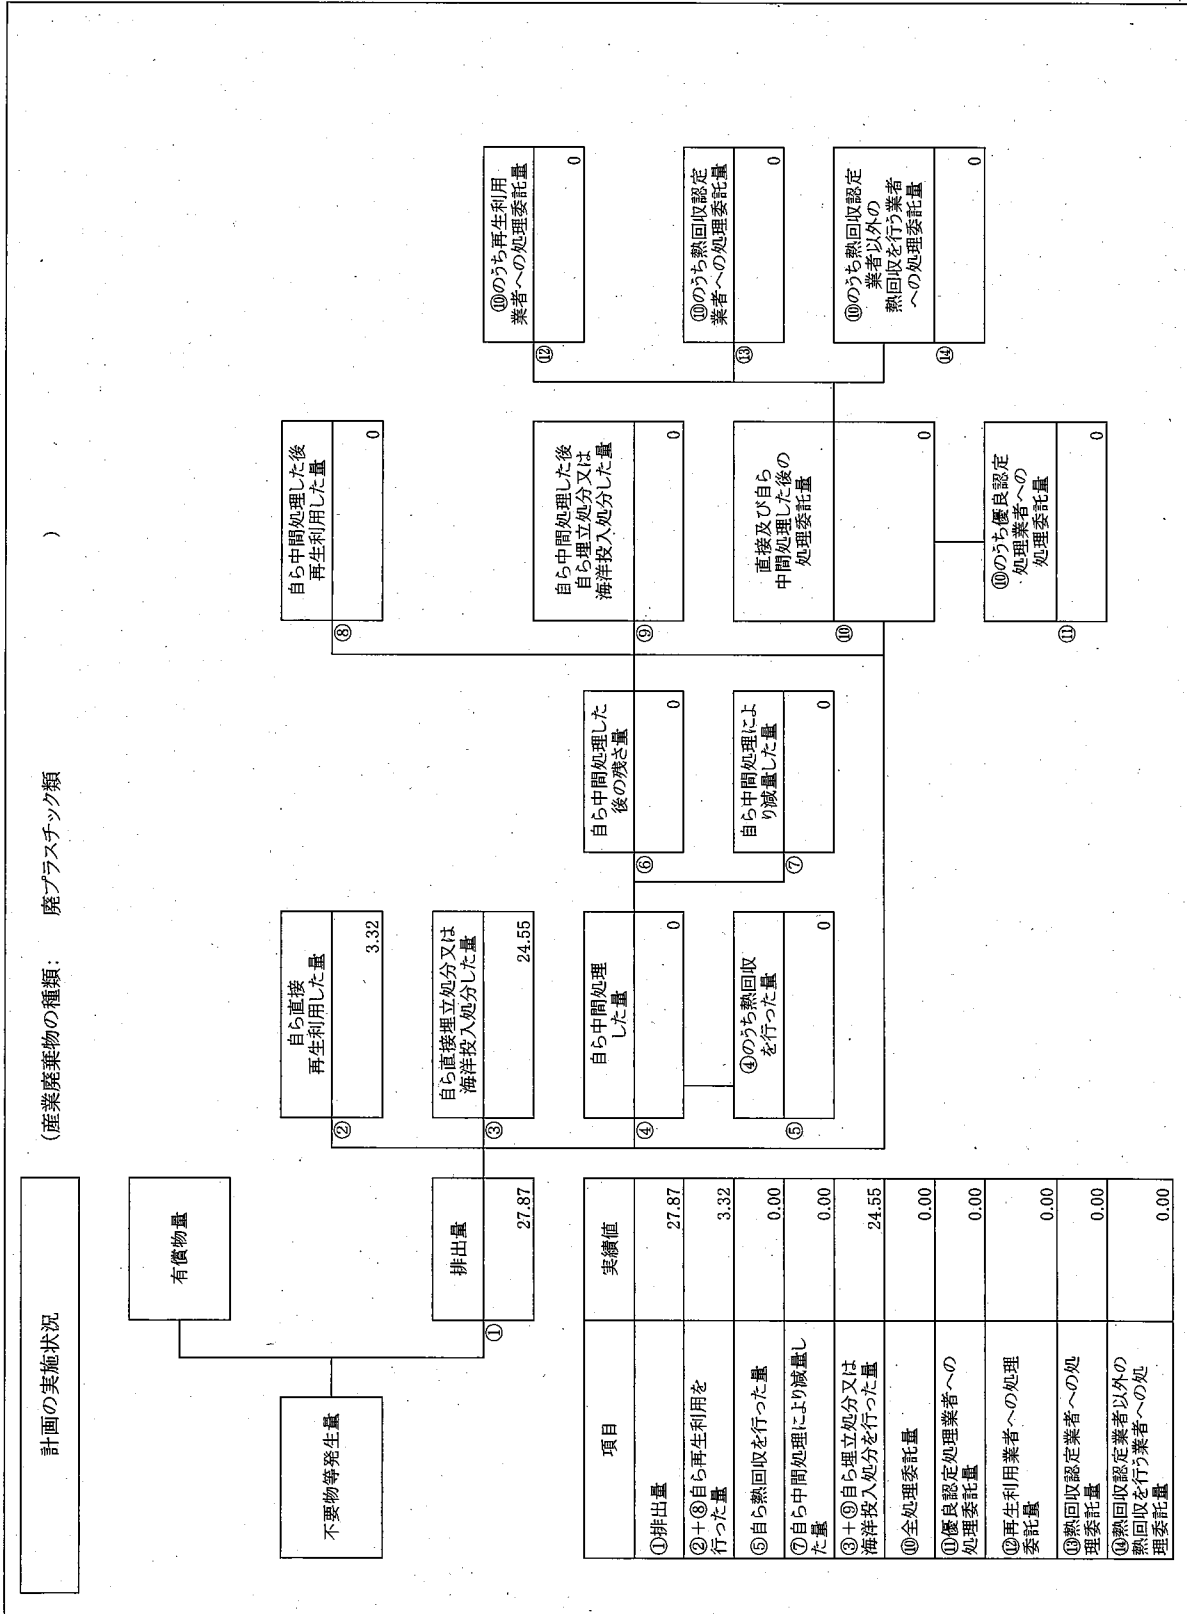 計画の実施状況
(産業廃棄物の種類: 廃プラスチック類 )
不要物等発生量
有償物量
排出量
①
27.87
自ら直接
再生利用した量
②
3.32
自ら直接埋立処分又は
海洋投入処分した量
③
24.55
自ら中間処理
した量
④
0
④のうち熱回収
を行った量
⑤
0
自ら中間処理した
後の残さ量
⑥
0
自ら中間処理によ
り減量した量
⑦
0
自ら中間処理した後
再生利用した量
⑧
0
自ら中間処理した後
自ら埋立処分又は
海洋投入処分した量
⑨
0
直接及び自ら
中間処理した後の
処理委託量
⑩
0
⑩のうち優良認定
処理業者への
処理委託量
⑪
0
⑩のうち再生利用
業者への処理委託量
⑫
0
⑩のうち熱回収認定
業者への処理委託量
⑬
0
⑩のうち熱回収認定
業者以外の
熱回収を行う業者
への処理委託量
⑭
0
項目 実績値
①排出量 27.87
②+⑧自ら再生利用を
行った量 3.32
⑤自ら熱回収を行った量 0.00
⑦自ら中間処理により減量し
た量 0.00
③+⑨自ら埋立処分又は
海洋投入処分を行った量 24.55
⑩全処理委託量 0.00
⑪優良認定処理業者への
処理委託量 0.00
⑫再生利用業者への処理
委託量 0.00
⑬熱回収認定業者への処
理委託量 0.00
⑭熱回収認定業者以外の
熱回収を行う業者への処
理委託量 0.00